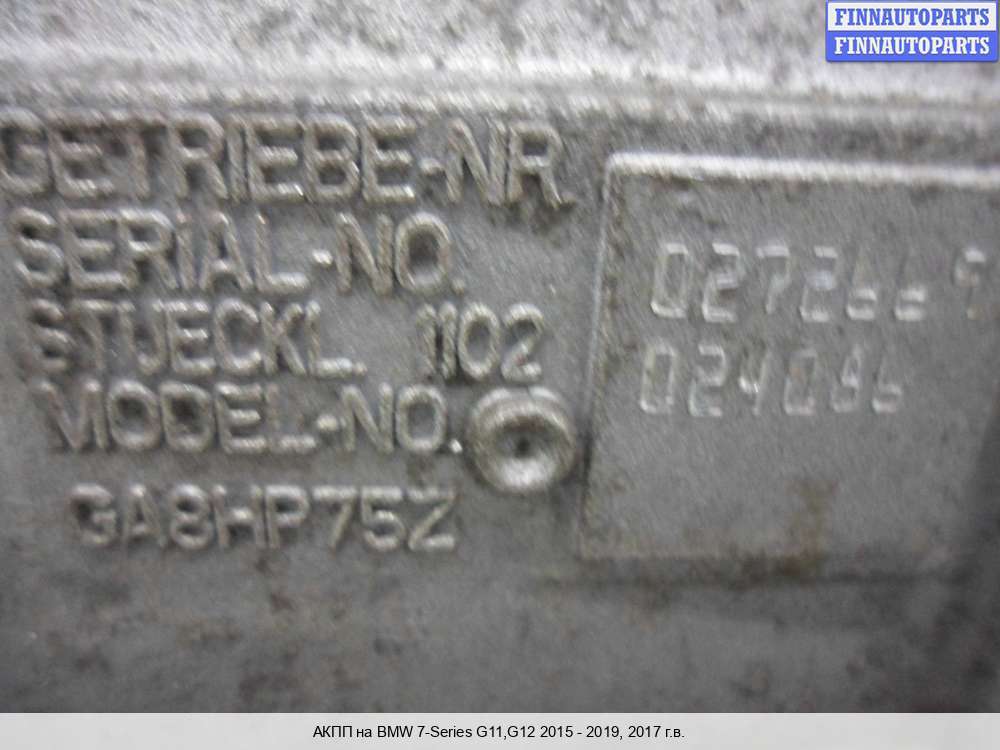 FINNAUTOPARTS
FINNAUTOPARTS
GETRIEBE-NR.
SERIAL-NO.
STUECKL. 1102
MODEL-NO.
GA8HP75Z
АКПП на BMW 7-Series G11,G12 2015 - 2019, 2017 г.в.